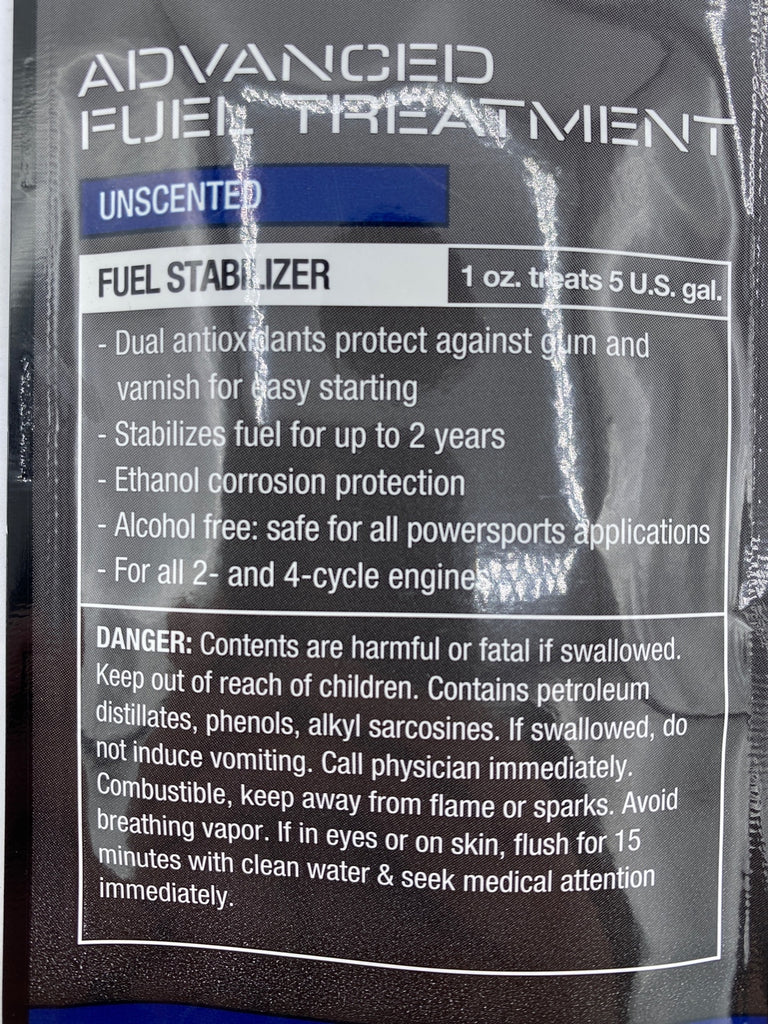 ADVANCED
FUEL TREATMENT
UNSCENTED
FUEL STABILIZER
1 oz. treats 5 U.S. gal.
- Dual antioxidants protect against gum and
varnish for easy starting
- Stabilizes fuel for up to 2 years
- Ethanol corrosion protection
- Alcohol free: safe for all powersports applications
- For all 2- and 4-cycle engines
DANGER: Contents are harmful or fatal if swallowed.
Keep out of reach of children. Contains petroleum
distillates, phenols, alkyl sarcosines. If swallowed, do
not induce vomiting. Call physician immediately.
Combustible, keep away from flame or sparks. Avoid
breathing vapor. If in eyes or on skin, flush for 15
minutes with clean water & seek medical attention
immediately.